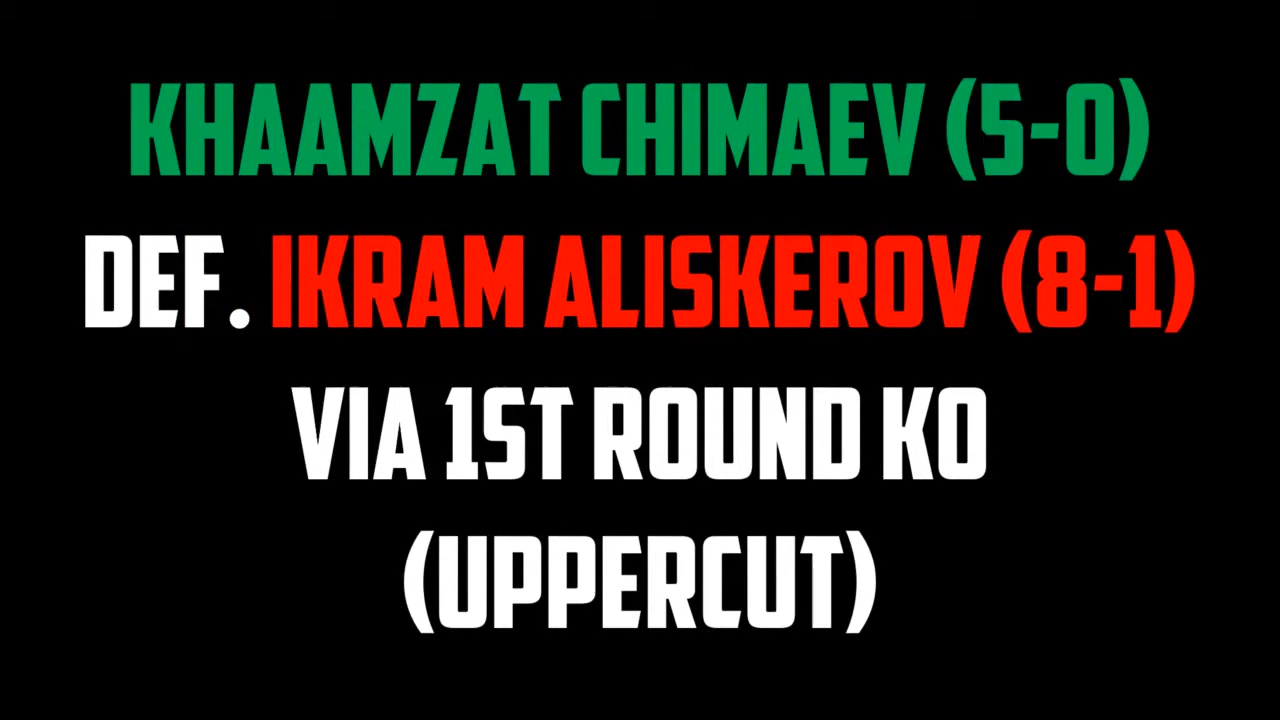 KHAAMZAT CHIMAEV (5-0)
DEF. IKRAM ALISKEROV (8-1)
VIA 1ST ROUND KO
(UPPERCUT)